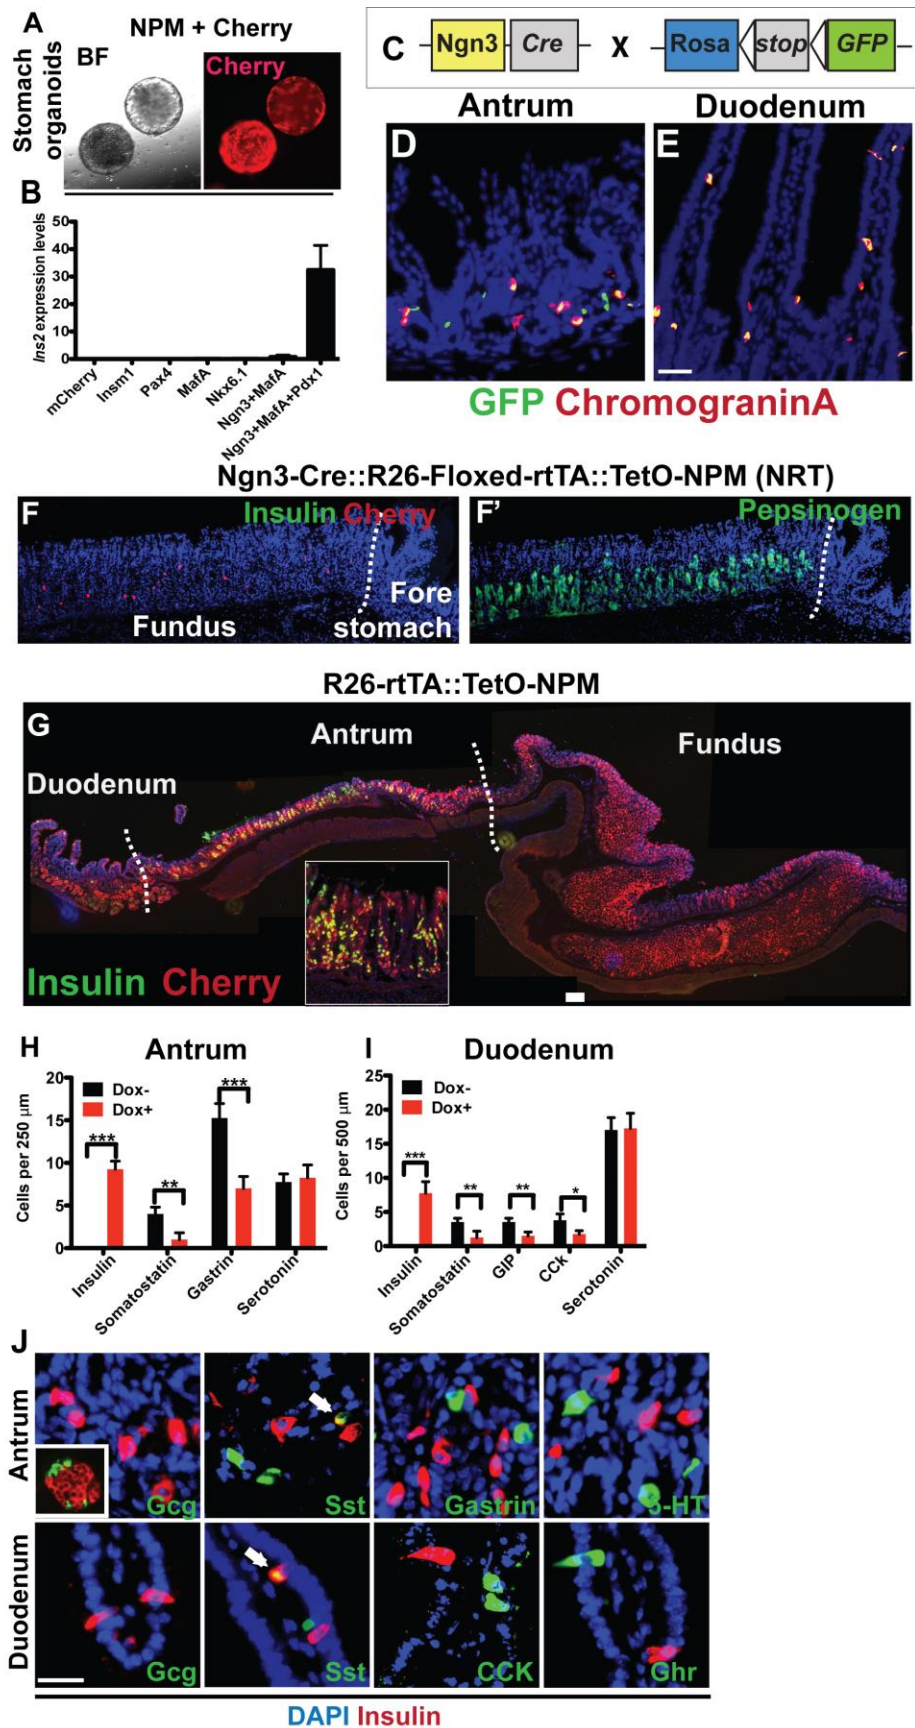 A
NPM + Cherry
Stomach
organoids
BF
Cherry
B
Ins2 expression levels
50
40
30
20
10
0
mCherry
Insm1
Pax4
MafA
Nkx6.1
Ngn3+MafA
Ngn3+MafA+Pdx1
C
Ngn3
Cre
X
Rosa
stop
GFP
Antrum
Duodenum
D
E
GFP ChromograninA
Ngn3-Cre::R26-Floxed-rtTA::TetO-NPM (NRT)
F
Insulin Cherry
Fundus
Fore
stomach
F'
Pepsinogen
R26-rtTA::TetO-NPM
G
Duodenum
Antrum
Fundus
Insulin Cherry
H
Antrum
Cells per 250 µm
20
15
10
5
0
Dox-
Dox+
***
**
***
Insulin
Somatostatin
Gastrin
Serotonin
I
Duodenum
Cells per 500 µm
25
20
15
10
5
0
Dox-
Dox+
***
**
**
*
Insulin
Somatostatin
GIP
CCk
Serotonin
J
Antrum
Gcg
Sst
Gastrin
5-HT
Duodenum
Gcg
Sst
CCK
Ghr
DAPI Insulin